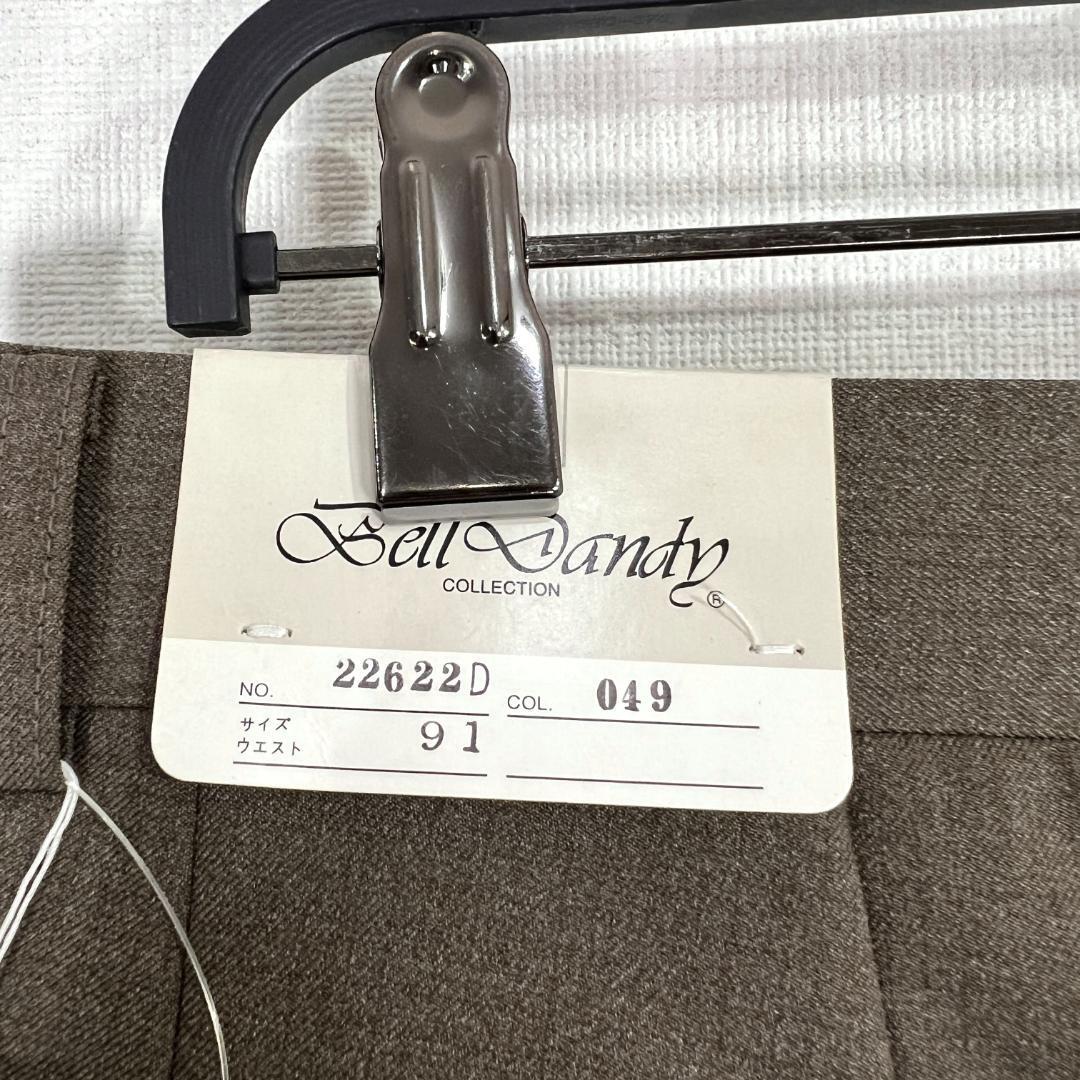 Bell Dandy
COLLECTION
®
NO. 22622D COL. 049
サイズ
ウエスト 91